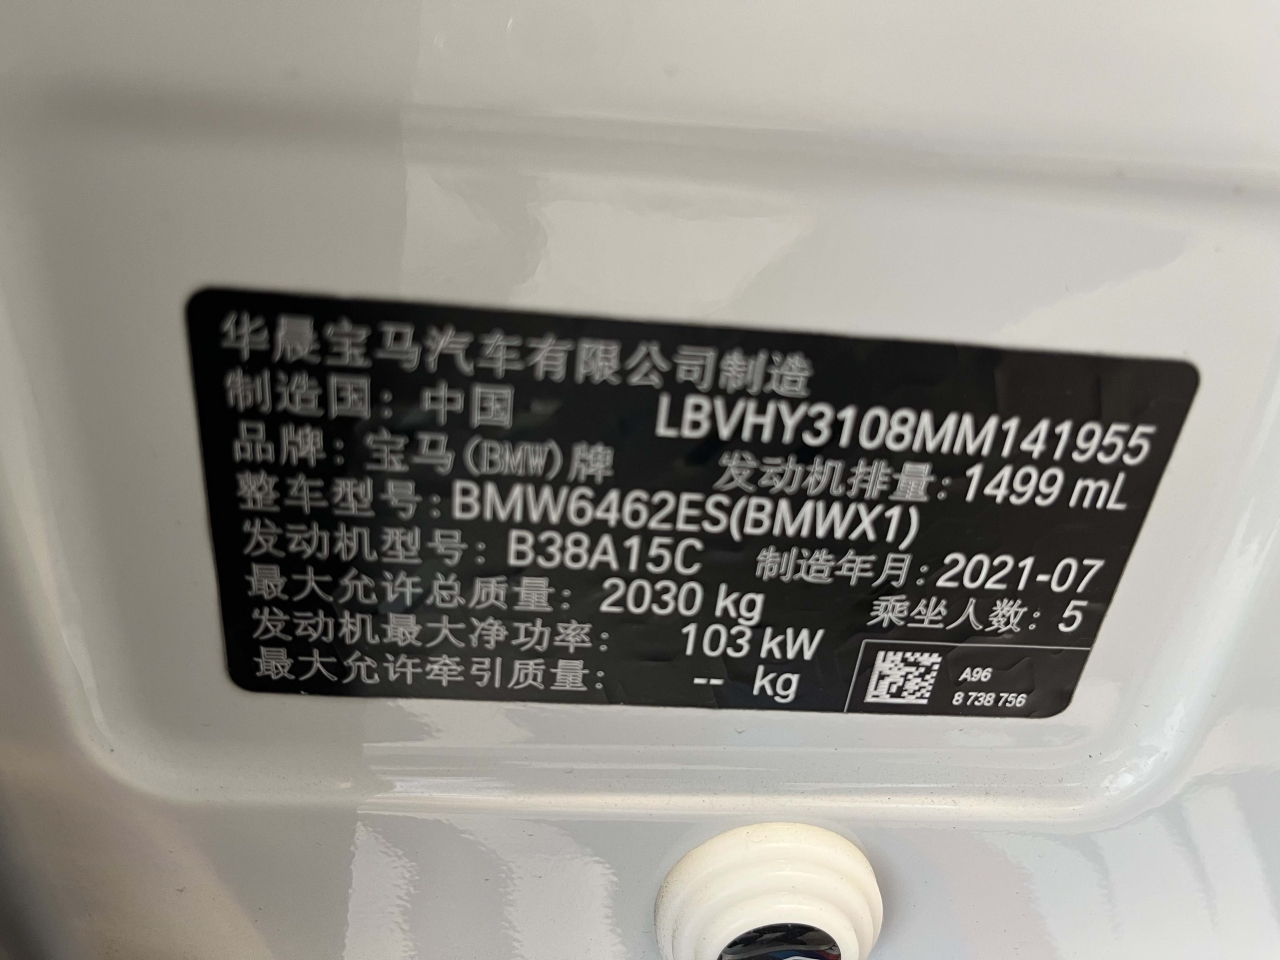 华晨宝马汽车有限公司制造
制造国：中国 LBVHY3108MM141955
品牌：宝马(BMW)牌 发动机排量：1499 mL
整车型号：BMW6462ES(BMWX1)
发动机型号：B38A15C 制造年月：2021-07
最大允许总质量：2030 kg 乘坐人数：5
发动机最大净功率：103 kW
最大允许牵引质量：-- kg
A96
8 738 756